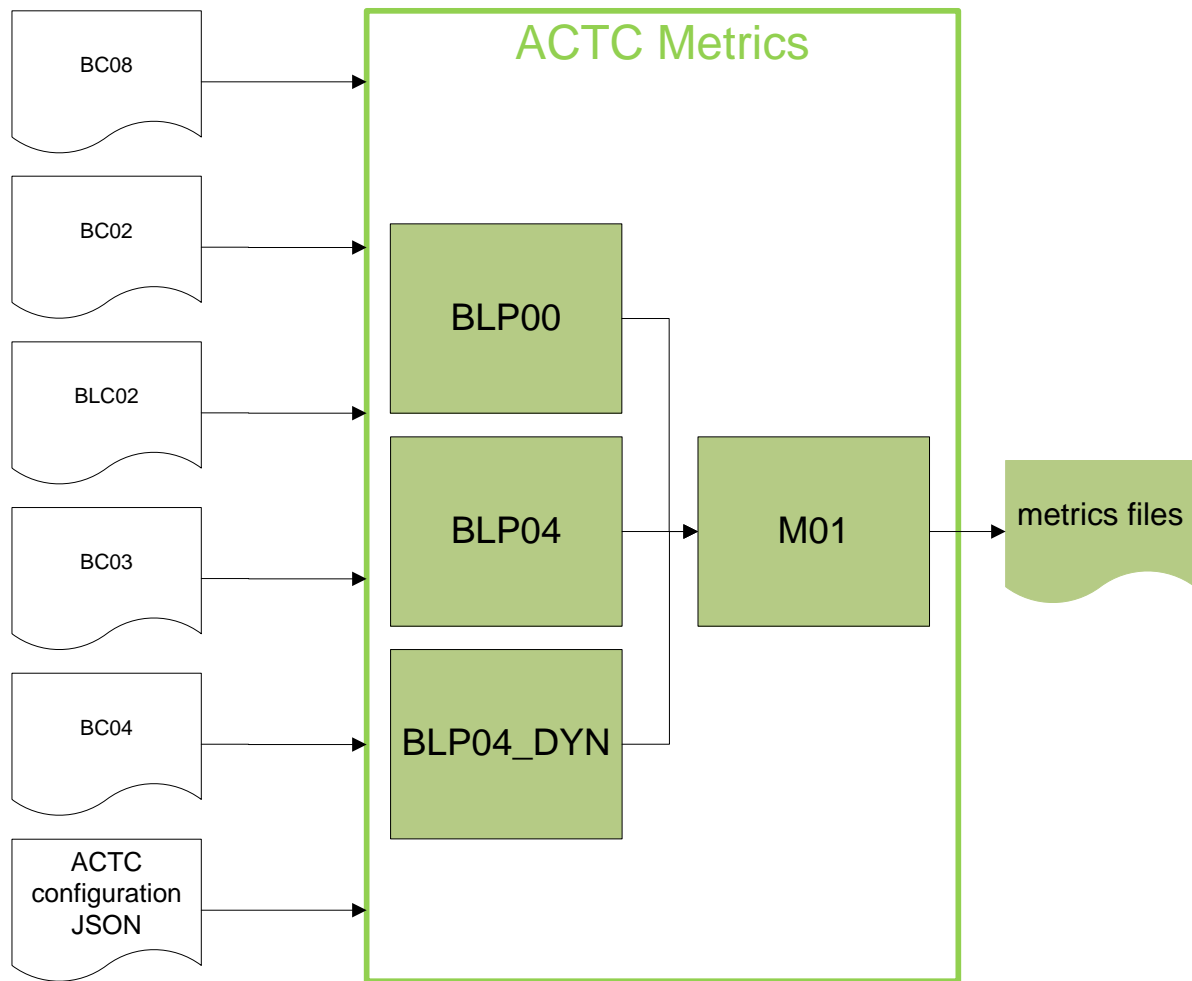 ACTC Metrics
BC08
BC02
BLC02
BC03
BC04
ACTC
configuration
JSON
BLP00
BLP04
BLP04_DYN
M01
metrics files